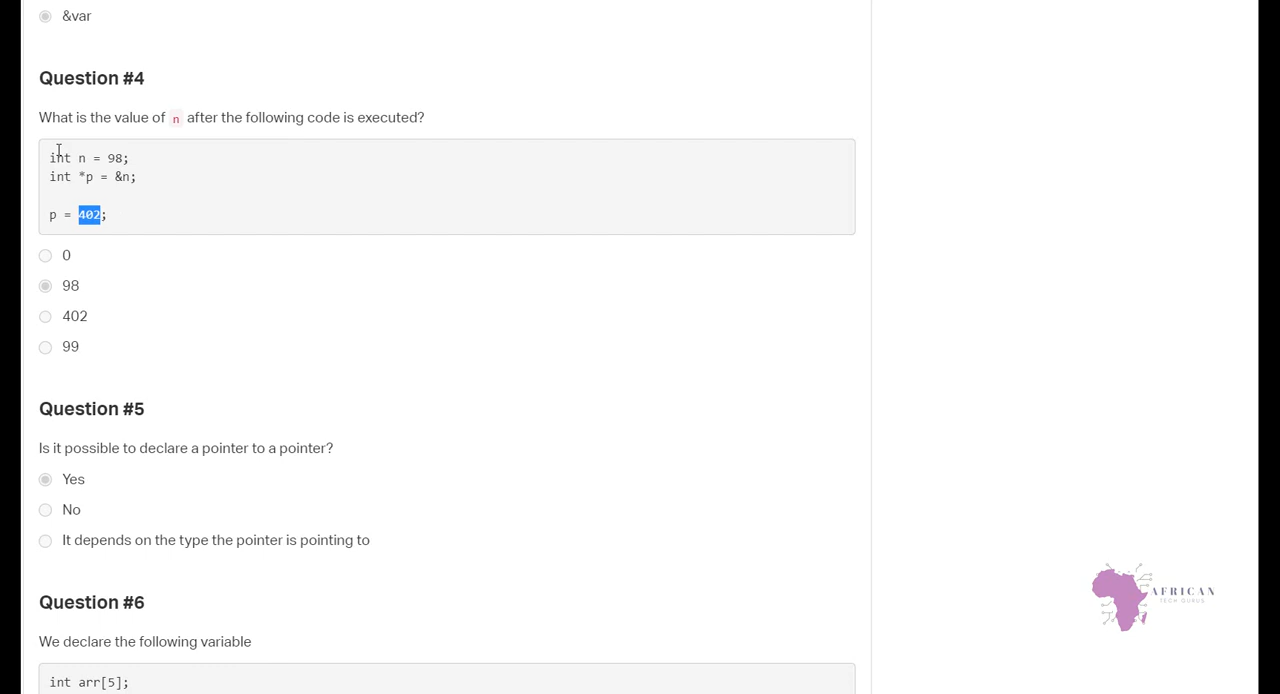 &var
Question #4
What is the value of n after the following code is executed?
int n = 98;
int *p = &n;
p = 402;
0
98
402
99
Question #5
Is it possible to declare a pointer to a pointer?
Yes
No
It depends on the type the pointer is pointing to
Question #6
We declare the following variable
int arr[5];
AFRICAN
TECH GURUS